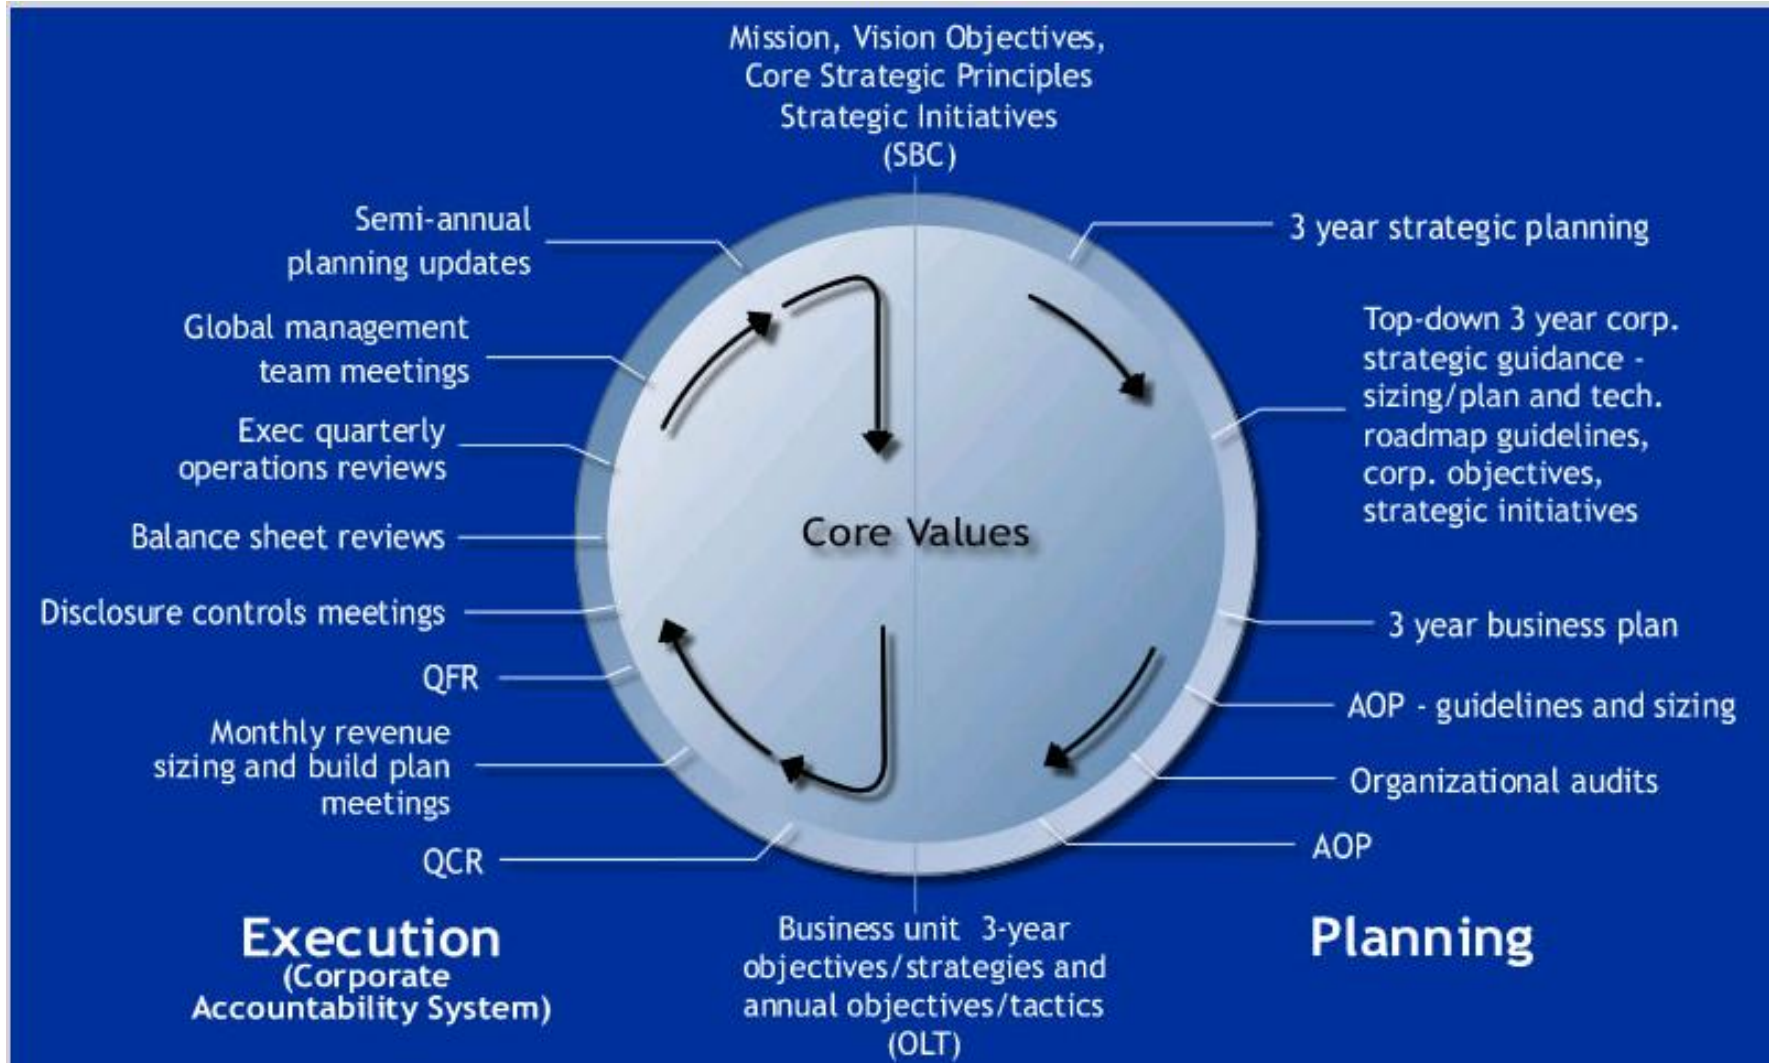 Mission, Vision Objectives,
Core Strategic Principles
Strategic Initiatives
(SBC)
3 year strategic planning
Top-down 3 year corp.
strategic guidance -
sizing/plan and tech.
roadmap guidelines,
corp. objectives,
strategic initiatives
3 year business plan
AOP - guidelines and sizing
Organizational audits
AOP
Planning
Business unit 3-year
objectives/strategies and
annual objectives/tactics
(OLT)
Semi-annual
planning updates
Global management
team meetings
Exec quarterly
operations reviews
Balance sheet reviews
Disclosure controls meetings
QFR
Monthly revenue
sizing and build plan
meetings
QCR
Execution
(Corporate
Accountability System)
Core Values